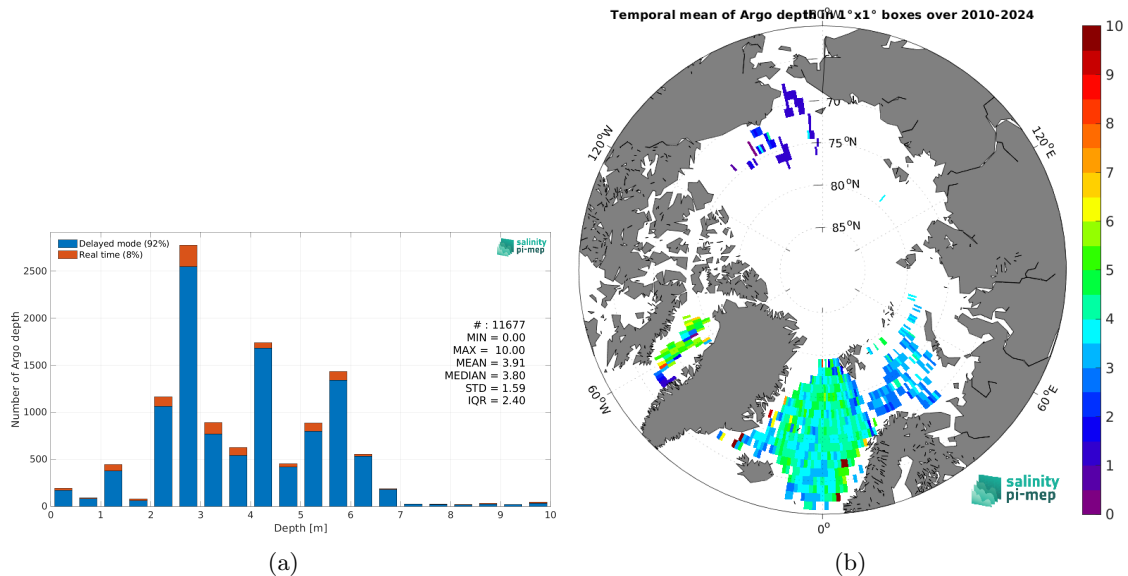 Delayed mode (92%)
Real time (8%)
salinity
pi-mep
# : 11677
MIN = 0.00
MAX = 10.00
MEAN = 3.91
MEDIAN = 3.80
STD = 1.59
IQR = 2.40
Number of Argo depth
2500
2000
1500
1000
500
0
0 1 2 3 4 5 6 7 8 9 10
Depth [m]
(a)
Temporal mean of Argo depth in 1°x1° boxes over 2010-2024
180°W
120°W
120°E
70°N
75°N
80°N
85°N
60°W
60°E
0°
salinity
pi-mep
10
9
8
7
6
5
4
3
2
1
0
(b)